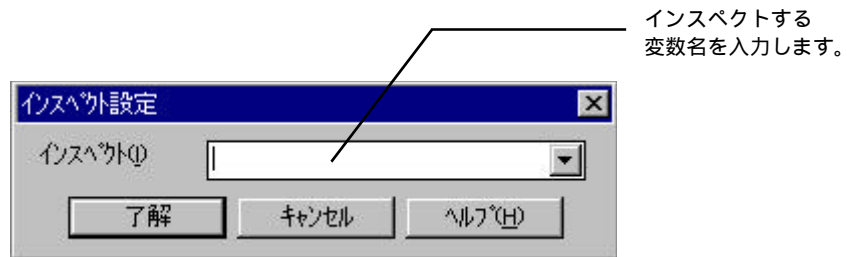 インスペクトする
変数名を入力します。
ｲﾝｽﾍﾟｸﾄ設定
ｲﾝｽﾍﾟｸﾄ(I)
了解
ｷｬﾝｾﾙ
ﾍﾙﾌﾟ(H)